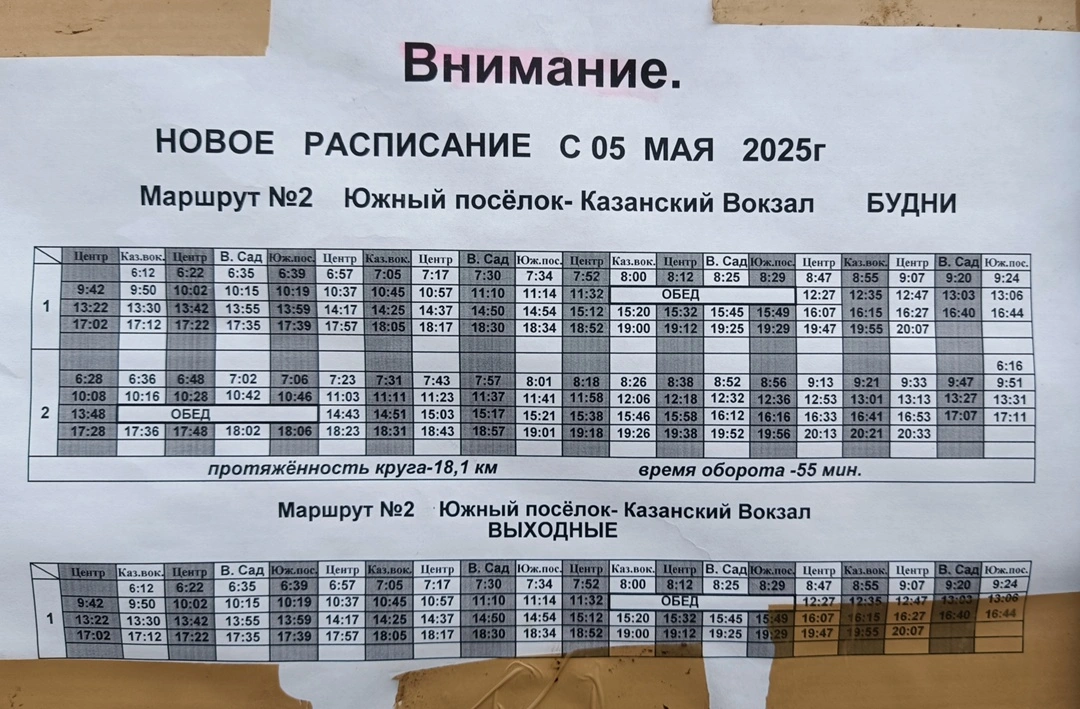 Внимание.
НОВОЕ РАСПИСАНИЕ С 05 МАЯ 2025г
Маршрут №2 Южный посёлок- Казанский Вокзал БУДНИ
Центр Каз.вок. Центр В. Сад Юж.пос. Центр Каз.вок. Центр В. Сад Юж.пос. Центр Каз.вок. Центр В. Сад Юж.пос. Центр Каз.вок. Центр В. Сад Юж.пос.
6:12 6:22 6:35 6:39 6:57 7:05 7:17 7:30 7:34 7:52 8:00 8:12 8:25 8:29 8:47 8:55 9:07 9:20 9:24
1 9:42 9:50 10:02 10:15 10:19 10:37 10:45 10:57 11:10 11:14 11:32 ОБЕД 12:27 12:35 12:47 13:03 13:06
13:22 13:30 13:42 13:55 13:59 14:17 14:25 14:37 14:50 14:54 15:12 15:20 15:32 15:45 15:49 16:07 16:15 16:27 16:40 16:44
17:02 17:12 17:22 17:35 17:39 17:57 18:05 18:17 18:30 18:34 18:52 19:00 19:12 19:25 19:29 19:47 19:55 20:07
6:16
6:28 6:36 6:48 7:02 7:06 7:23 7:31 7:43 7:57 8:01 8:18 8:26 8:38 8:52 8:56 9:13 9:21 9:33 9:47 9:51
10:08 10:16 10:28 10:42 10:46 11:03 11:11 11:23 11:37 11:41 11:58 12:06 12:18 12:32 12:36 12:53 13:01 13:13 13:27 13:31
2 13:48 ОБЕД 14:43 14:51 15:03 15:17 15:21 15:38 15:46 15:58 16:12 16:16 16:33 16:41 16:53 17:07 17:11
17:28 17:36 17:48 18:02 18:06 18:23 18:31 18:43 18:57 19:01 19:18 19:26 19:38 19:52 19:56 20:13 20:21 20:33
протяжённость круга-18,1 км время оборота -55 мин.
Маршрут №2 Южный посёлок- Казанский Вокзал
ВЫХОДНЫЕ
Центр Каз.вок. Центр В. Сад Юж.пос. Центр Каз.вок. Центр В. Сад Юж.пос. Центр Каз.вок. Центр В. Сад Юж.пос. Центр Каз.вок. Центр В. Сад Юж.пос.
6:12 6:22 6:35 6:39 6:57 7:05 7:17 7:30 7:34 7:52 8:00 8:12 8:25 8:29 8:47 8:55 9:07 9:20 9:24
9:42 9:50 10:02 10:15 10:19 10:37 10:45 10:57 11:10 11:14 11:32 ОБЕД 12:27 12:35 12:47 13:03 13:06
1 13:22 13:30 13:42 13:55 13:59 14:17 14:25 14:37 14:50 14:54 15:12 15:20 15:32 15:45 15:49 16:07 16:15 16:27 16:40 16:44
17:02 17:12 17:22 17:35 17:39 17:57 18:05 18:17 18:30 18:34 18:52 19:00 19:12 19:25 19:29 19:47 19:55 20:07